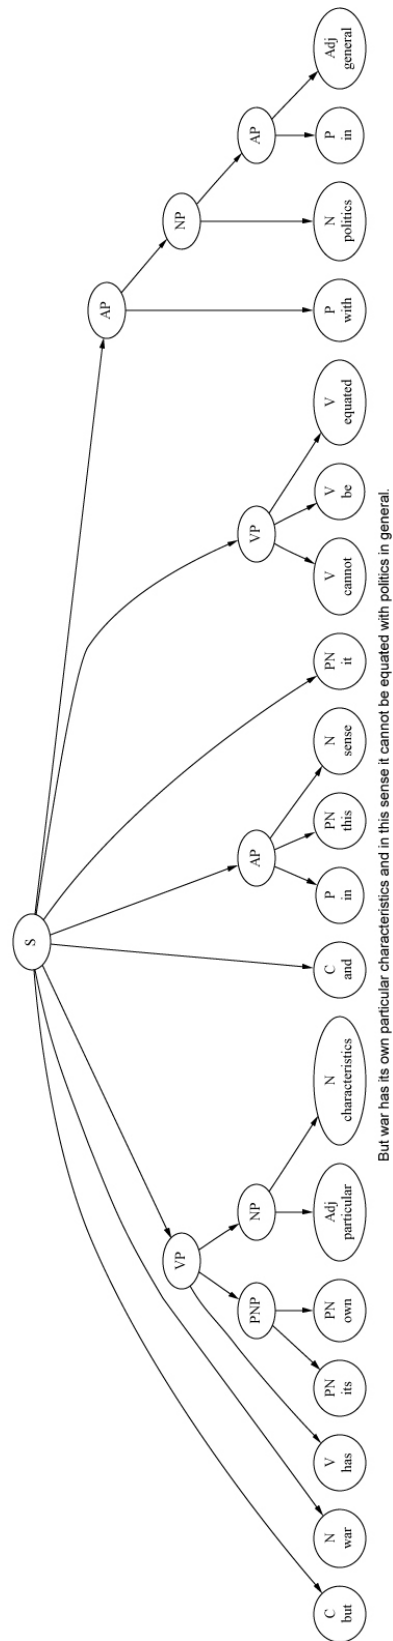 S
AP
NP
VP
AP
AP
VP
PNP
NP
C
but
N
war
V
has
PN
its
PN
own
Adj
particular
N
characteristics
C
and
P
in
PN
this
N
sense
PN
it
V
cannot
V
be
V
equated
P
with
N
politics
P
in
Adj
general
But war has its own particular characteristics and in this sense it cannot be equated with politics in general.